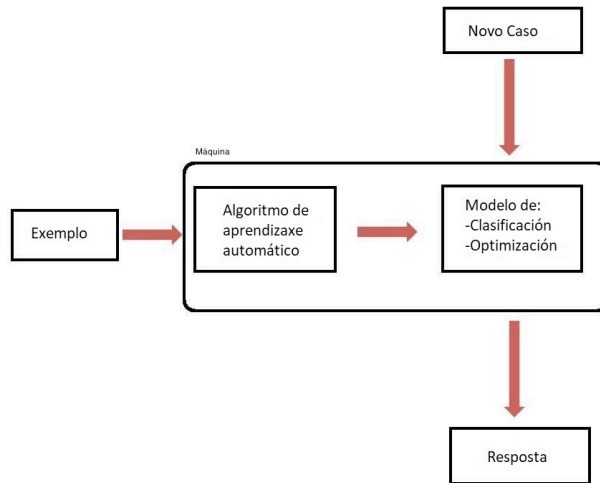 Novo Caso
Máquina
Exemplo
Algoritmo de
aprendizaxe
automático
Modelo de:
-Clasificación
-Optimización
Resposta